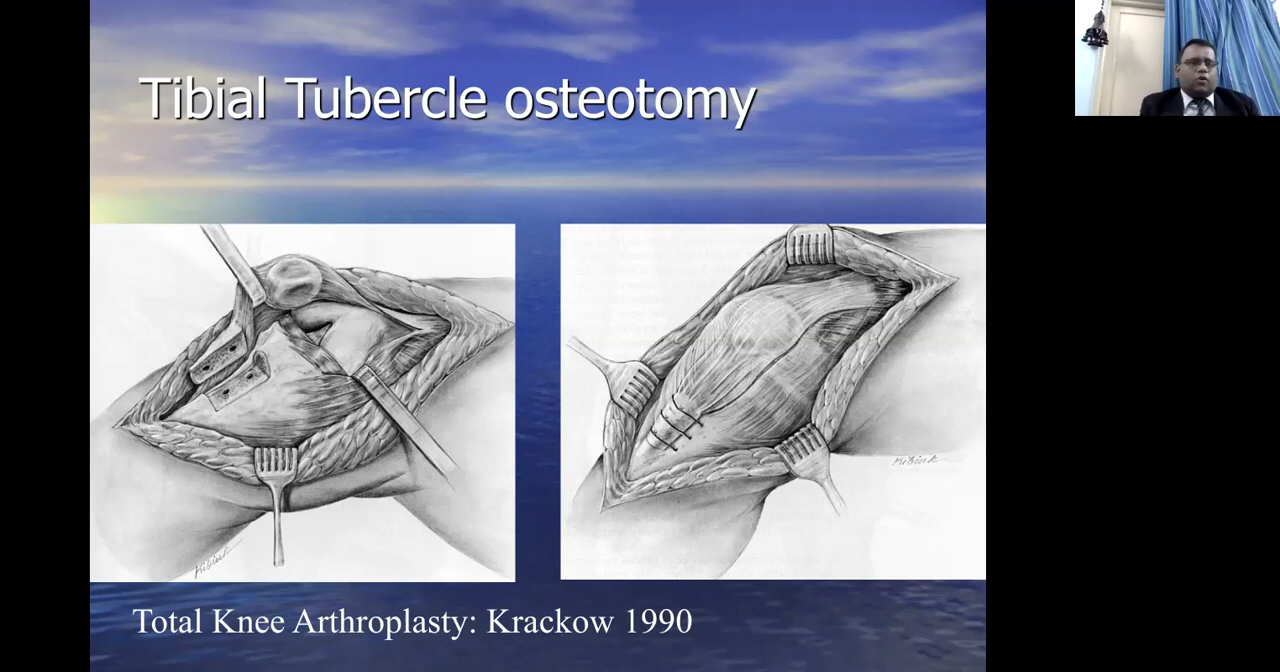 Tibial Tubercle osteotomy
Total Knee Arthroplasty: Krackow 1990